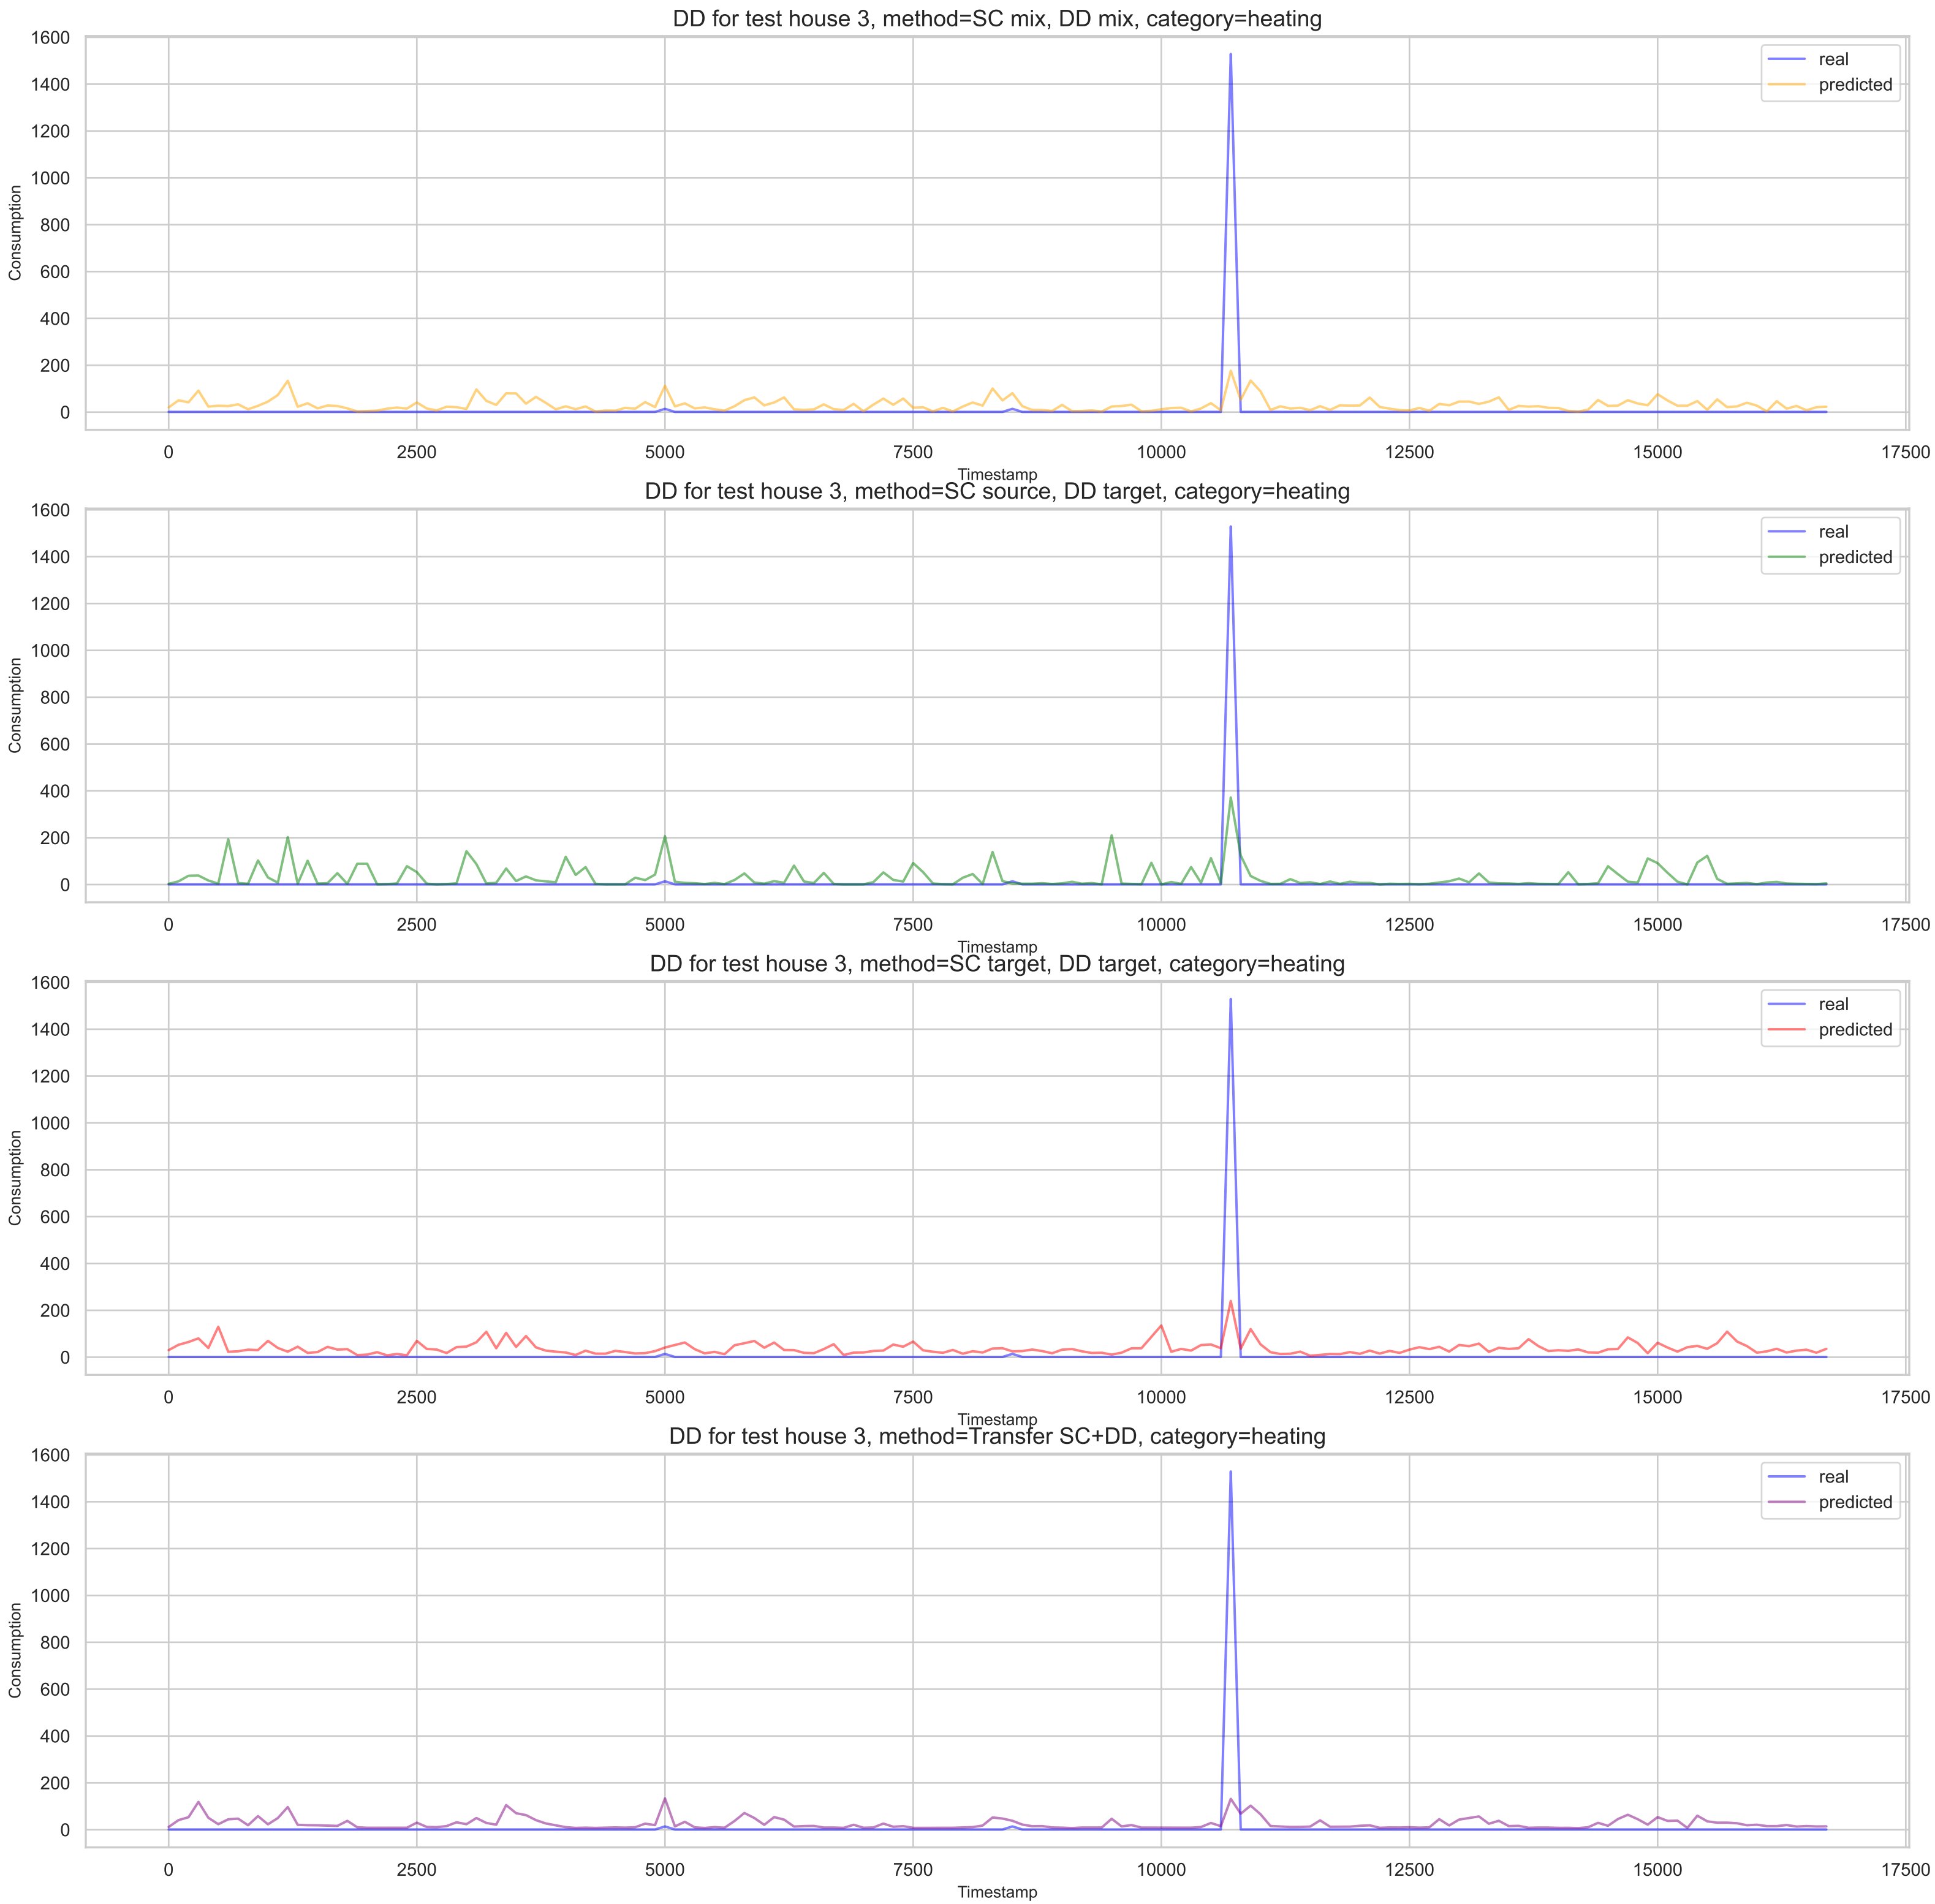 DD for test house 3, method=SC mix, DD mix, category=heating
1600
1400
1200
1000
800
600
400
200
0
Consumption
real
predicted
0 2500 5000 7500 10000 12500 15000 17500
Timestamp
DD for test house 3, method=SC source, DD target, category=heating
1600
1400
1200
1000
800
600
400
200
0
Consumption
real
predicted
0 2500 5000 7500 10000 12500 15000 17500
Timestamp
DD for test house 3, method=SC target, DD target, category=heating
1600
1400
1200
1000
800
600
400
200
0
Consumption
real
predicted
0 2500 5000 7500 10000 12500 15000 17500
Timestamp
DD for test house 3, method=Transfer SC+DD, category=heating
1600
1400
1200
1000
800
600
400
200
0
Consumption
real
predicted
0 2500 5000 7500 10000 12500 15000 17500
Timestamp